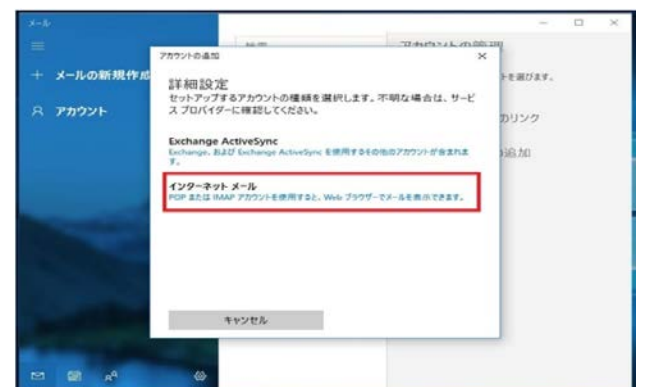 メール
アカウントの管理
アカウントの追加
＋ メールの新規作成
トを選びます。
詳細設定
セットアップするアカウントの種類を選択します。不明な場合は、サービ
ス プロバイダーに確認してください。
アカウント
のリンク
Exchange ActiveSync
Exchange、および Exchange ActiveSync を使用するその他のアカウントが含まれま
す。
追加
インターネット メール
POP または IMAP アカウントを使用すると、Web ブラウザーでメールを表示できます。
キャンセル